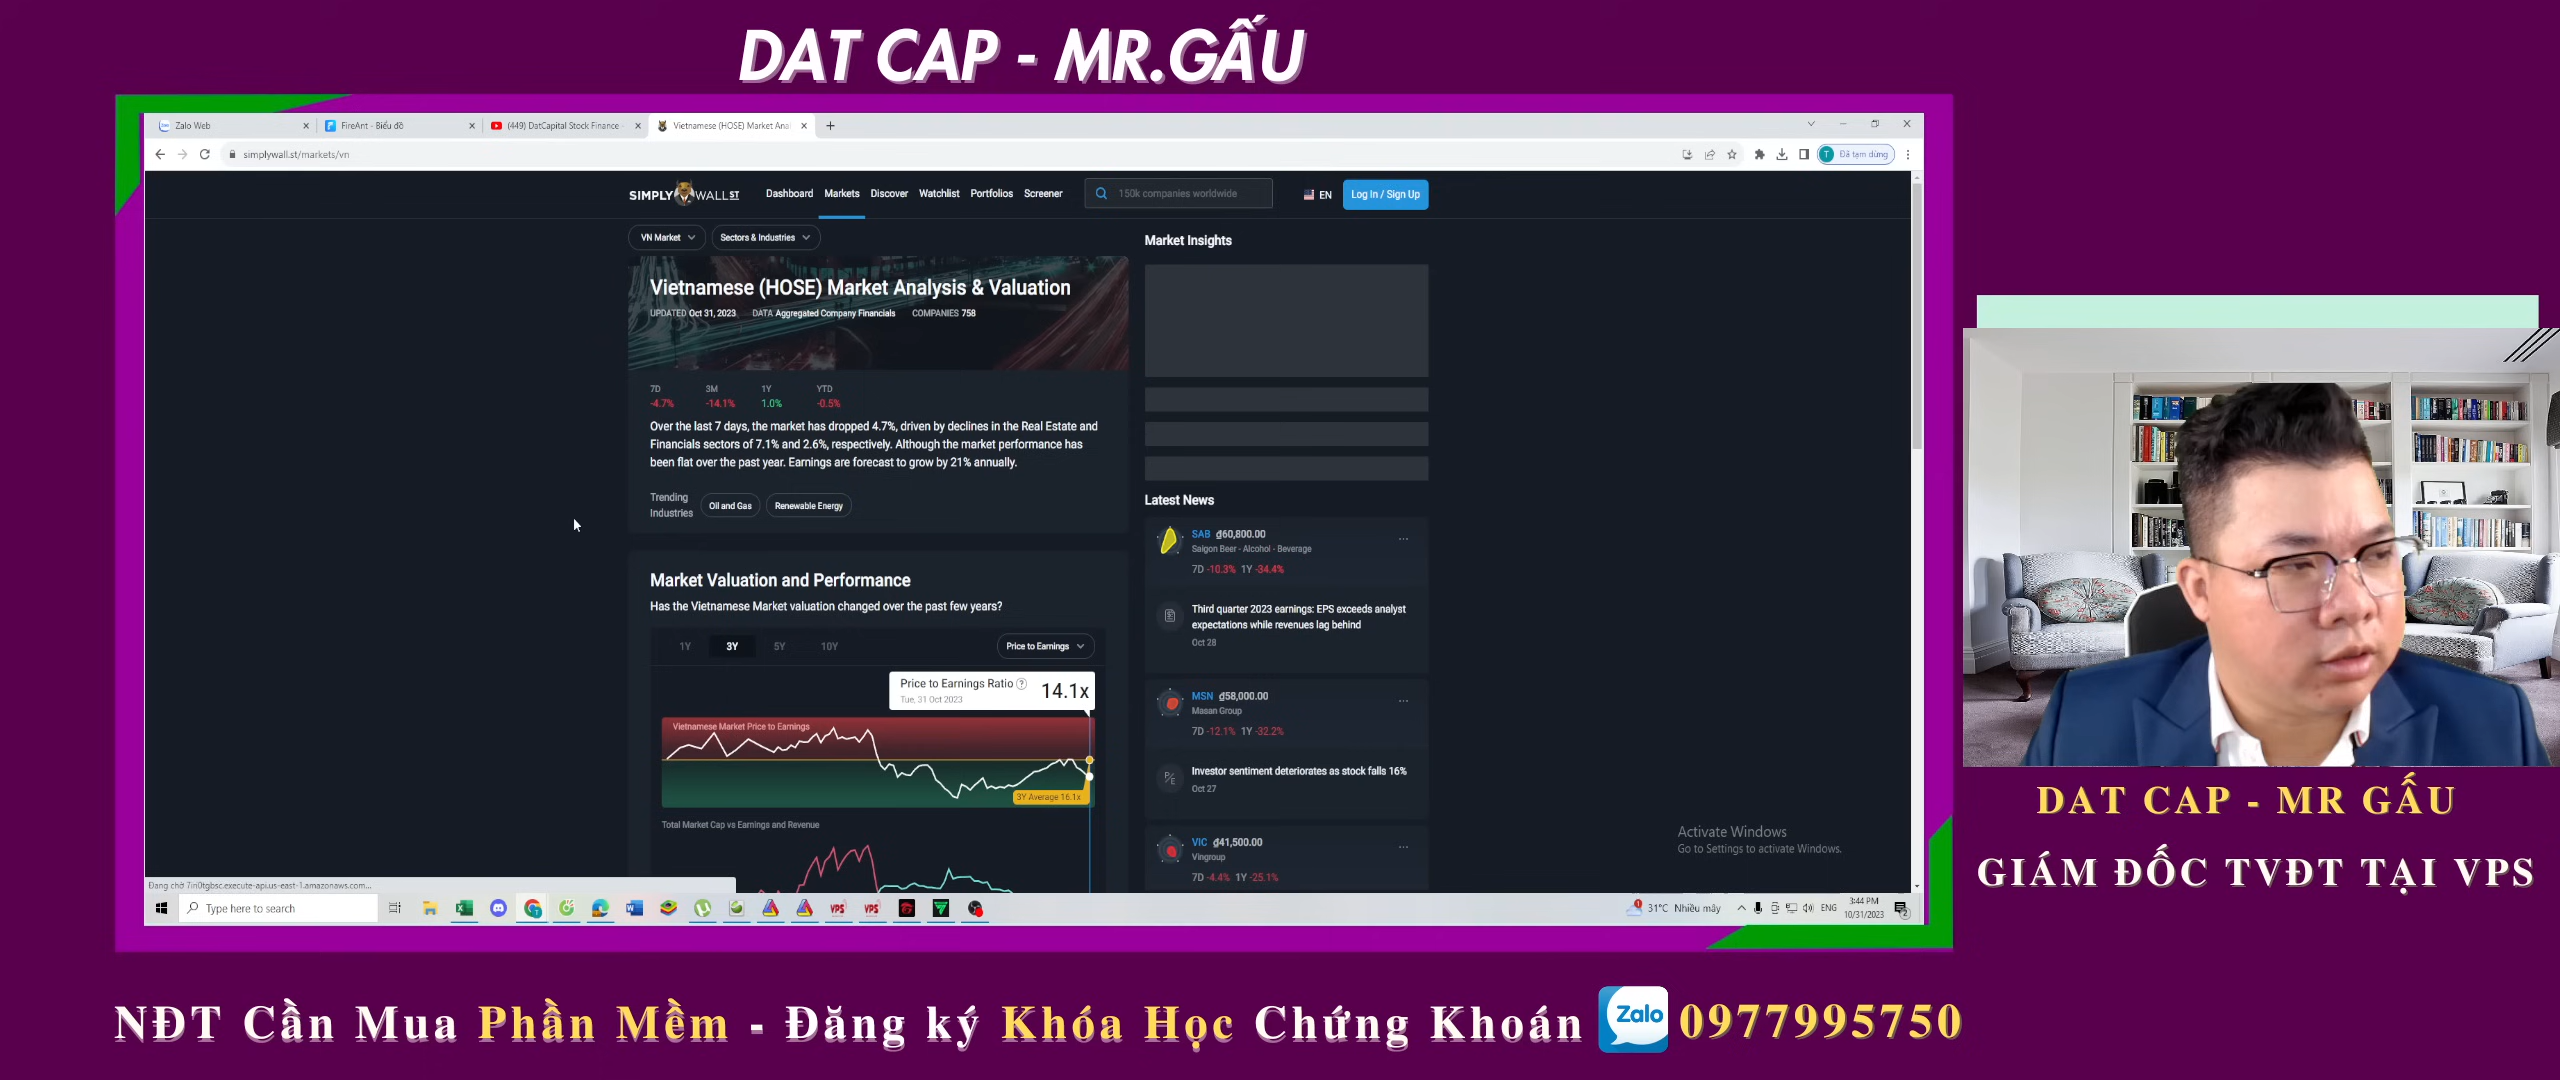 DAT CAP - MR.GẤU
Zalo Web
FireAnt - Biểu đồ
(449) DatCapital Stock Finance -
Vietnamese (HOSE) Market Anal
simplywall.st/markets/vn
T Đã tạm dừng
SIMPLY WALL ST
Dashboard Markets Discover Watchlist Portfolios Screener
150k companies worldwide
EN
Log In / Sign Up
VN Market
Sectors & Industries
Vietnamese (HOSE) Market Analysis & Valuation
UPDATED Oct 31, 2023 DATA Aggregated Company Financials COMPANIES 758
7D 3M 1Y YTD
-4.7% -14.1% 1.0% -0.5%
Over the last 7 days, the market has dropped 4.7%, driven by declines in the Real Estate and
Financials sectors of 7.1% and 2.6%, respectively. Although the market performance has
been flat over the past year. Earnings are forecast to grow by 21% annually.
Trending
Industries
Oil and Gas
Renewable Energy
Market Valuation and Performance
Has the Vietnamese Market valuation changed over the past few years?
1Y 3Y 5Y 10Y
Price to Earnings
Price to Earnings Ratio ? 14.1x
Tue, 31 Oct 2023
Vietnamese Market Price to Earnings
3Y Average 16.1x
Total Market Cap vs Earnings and Revenue
Market Insights
Latest News
SAB ₫60,800.00
Saigon Beer - Alcohol - Beverage
7D -10.3% 1Y -34.4%
Third quarter 2023 earnings: EPS exceeds analyst
expectations while revenues lag behind
Oct 28
MSN ₫58,000.00
Masan Group
7D -12.1% 1Y -32.2%
P/E
Investor sentiment deteriorates as stock falls 16%
Oct 27
VIC ₫41,500.00
Vingroup
7D -4.4% 1Y -25.1%
Activate Windows
Go to Settings to activate Windows.
Type here to search
VPS
VPS
31°C Nhiều mây
ENG
3:44 PM
10/31/2023
2
DAT CAP - MR GẤU
GIÁM ĐỐC TVĐT TẠI VPS
NĐT Cần Mua Phần Mềm - Đăng ký Khóa Học Chứng Khoán Zalo 0977995750